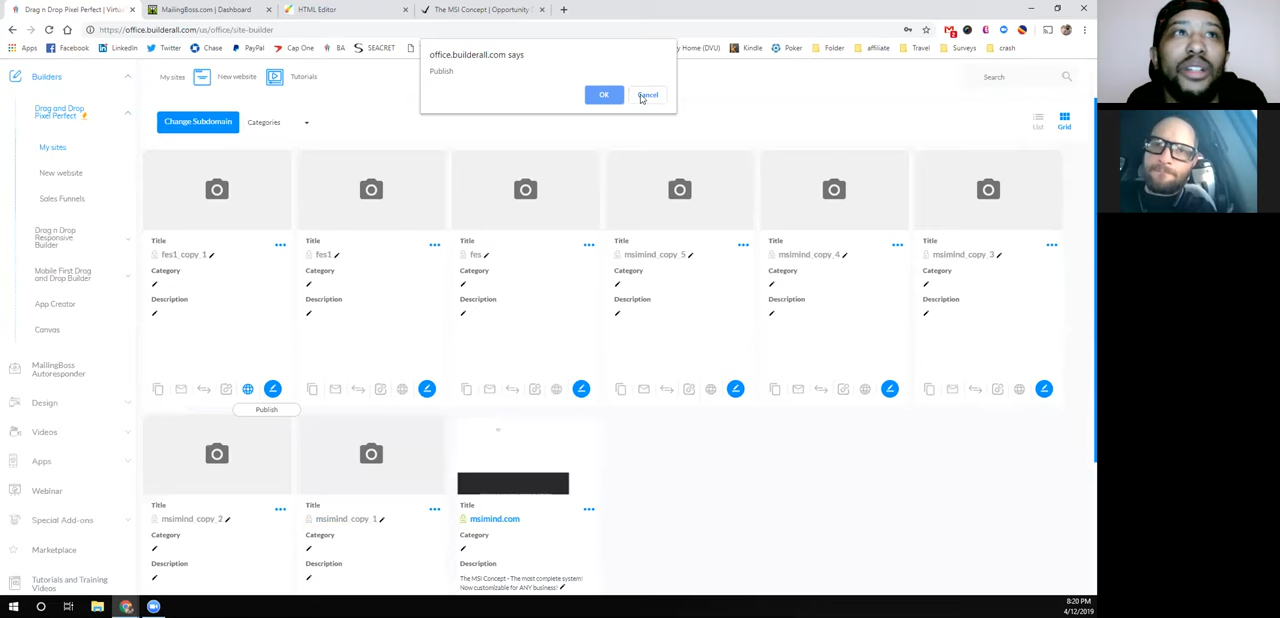 Drag n Drop Pixel Perfect | Virtu
MailingBoss.com | Dashboard
HTML Editor
The MSI Concept - Opportunity
https://office.builderall.com/us/office/site-builder
Apps
Facebook
LinkedIn
Twitter
Chase
PayPal
Cap One
BA
SEACRET
Home (DVU)
Kindle
Poker
Folder
affiliate
Travel
Surveys
crash
office.builderall.com says
Publish
OK
Cancel
Builders
My sites
New website
Tutorials
Search
Drag and Drop
Pixel Perfect
Change Subdomain
Categories
List
Grid
My sites
New website
Sales Funnels
Drag n Drop
Responsive
Builder
Mobile First Drag
and Drop Builder
App Creator
Canvas
MailingBoss
Autoresponder
Design
Videos
Apps
Webinar
Special Add-ons
Marketplace
Tutorials and Training
Videos
Title
fes1_copy_1
Category
Description
Title
fes1
Category
Description
Title
fes
Category
Description
Title
msimind_copy_5
Category
Description
Title
msimind_copy_4
Category
Description
Title
msimind_copy_3
Category
Description
Publish
Title
msimind_copy_2
Category
Description
Title
msimind_copy_1
Category
Description
Title
msimind.com
Category
Description
The MSI Concept - The most complete system!
Now customizable for ANY business!
8:20 PM
4/12/2019